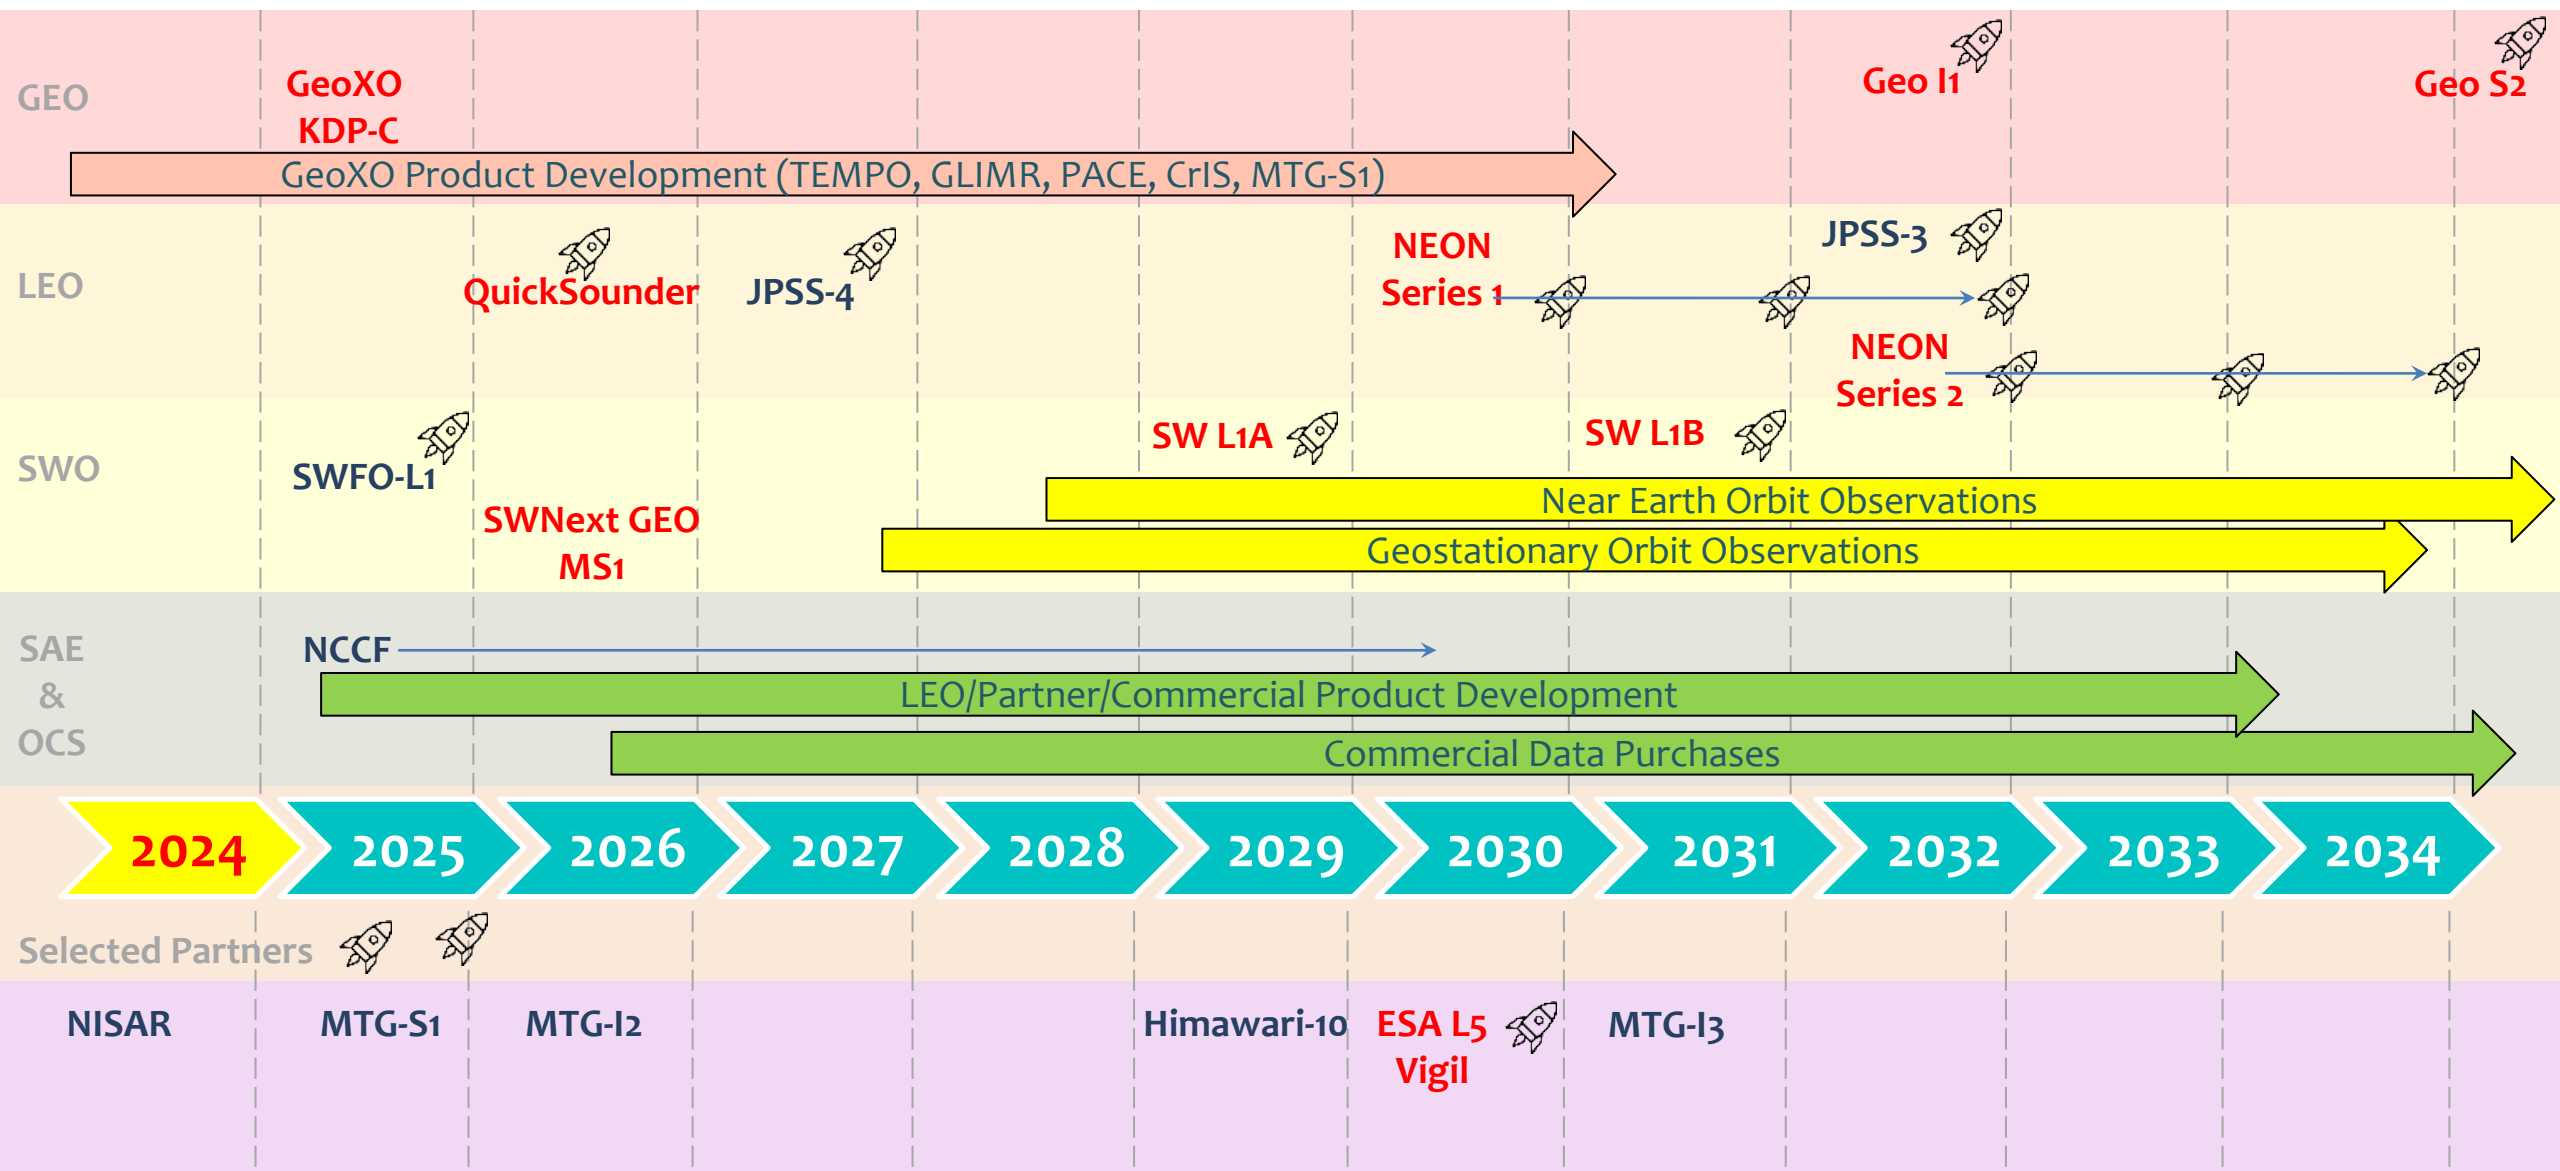 GEO
GeoXO
KDP-C
Geo I1
Geo S2
GeoXO Product Development (TEMPO, GLIMR, PACE, CrIS, MTG-S1)
LEO
QuickSounder
JPSS-4
NEON
Series 1
JPSS-3
NEON
Series 2
SWO
SWFO-L1
SWNext GEO
MS1
SW L1A
SW L1B
Near Earth Orbit Observations
Geostationary Orbit Observations
SAE
&
OCS
NCCF
LEO/Partner/Commercial Product Development
Commercial Data Purchases
2024
2025
2026
2027
2028
2029
2030
2031
2032
2033
2034
Selected Partners
NISAR
MTG-S1
MTG-I2
Himawari-10
ESA L5
Vigil
MTG-I3